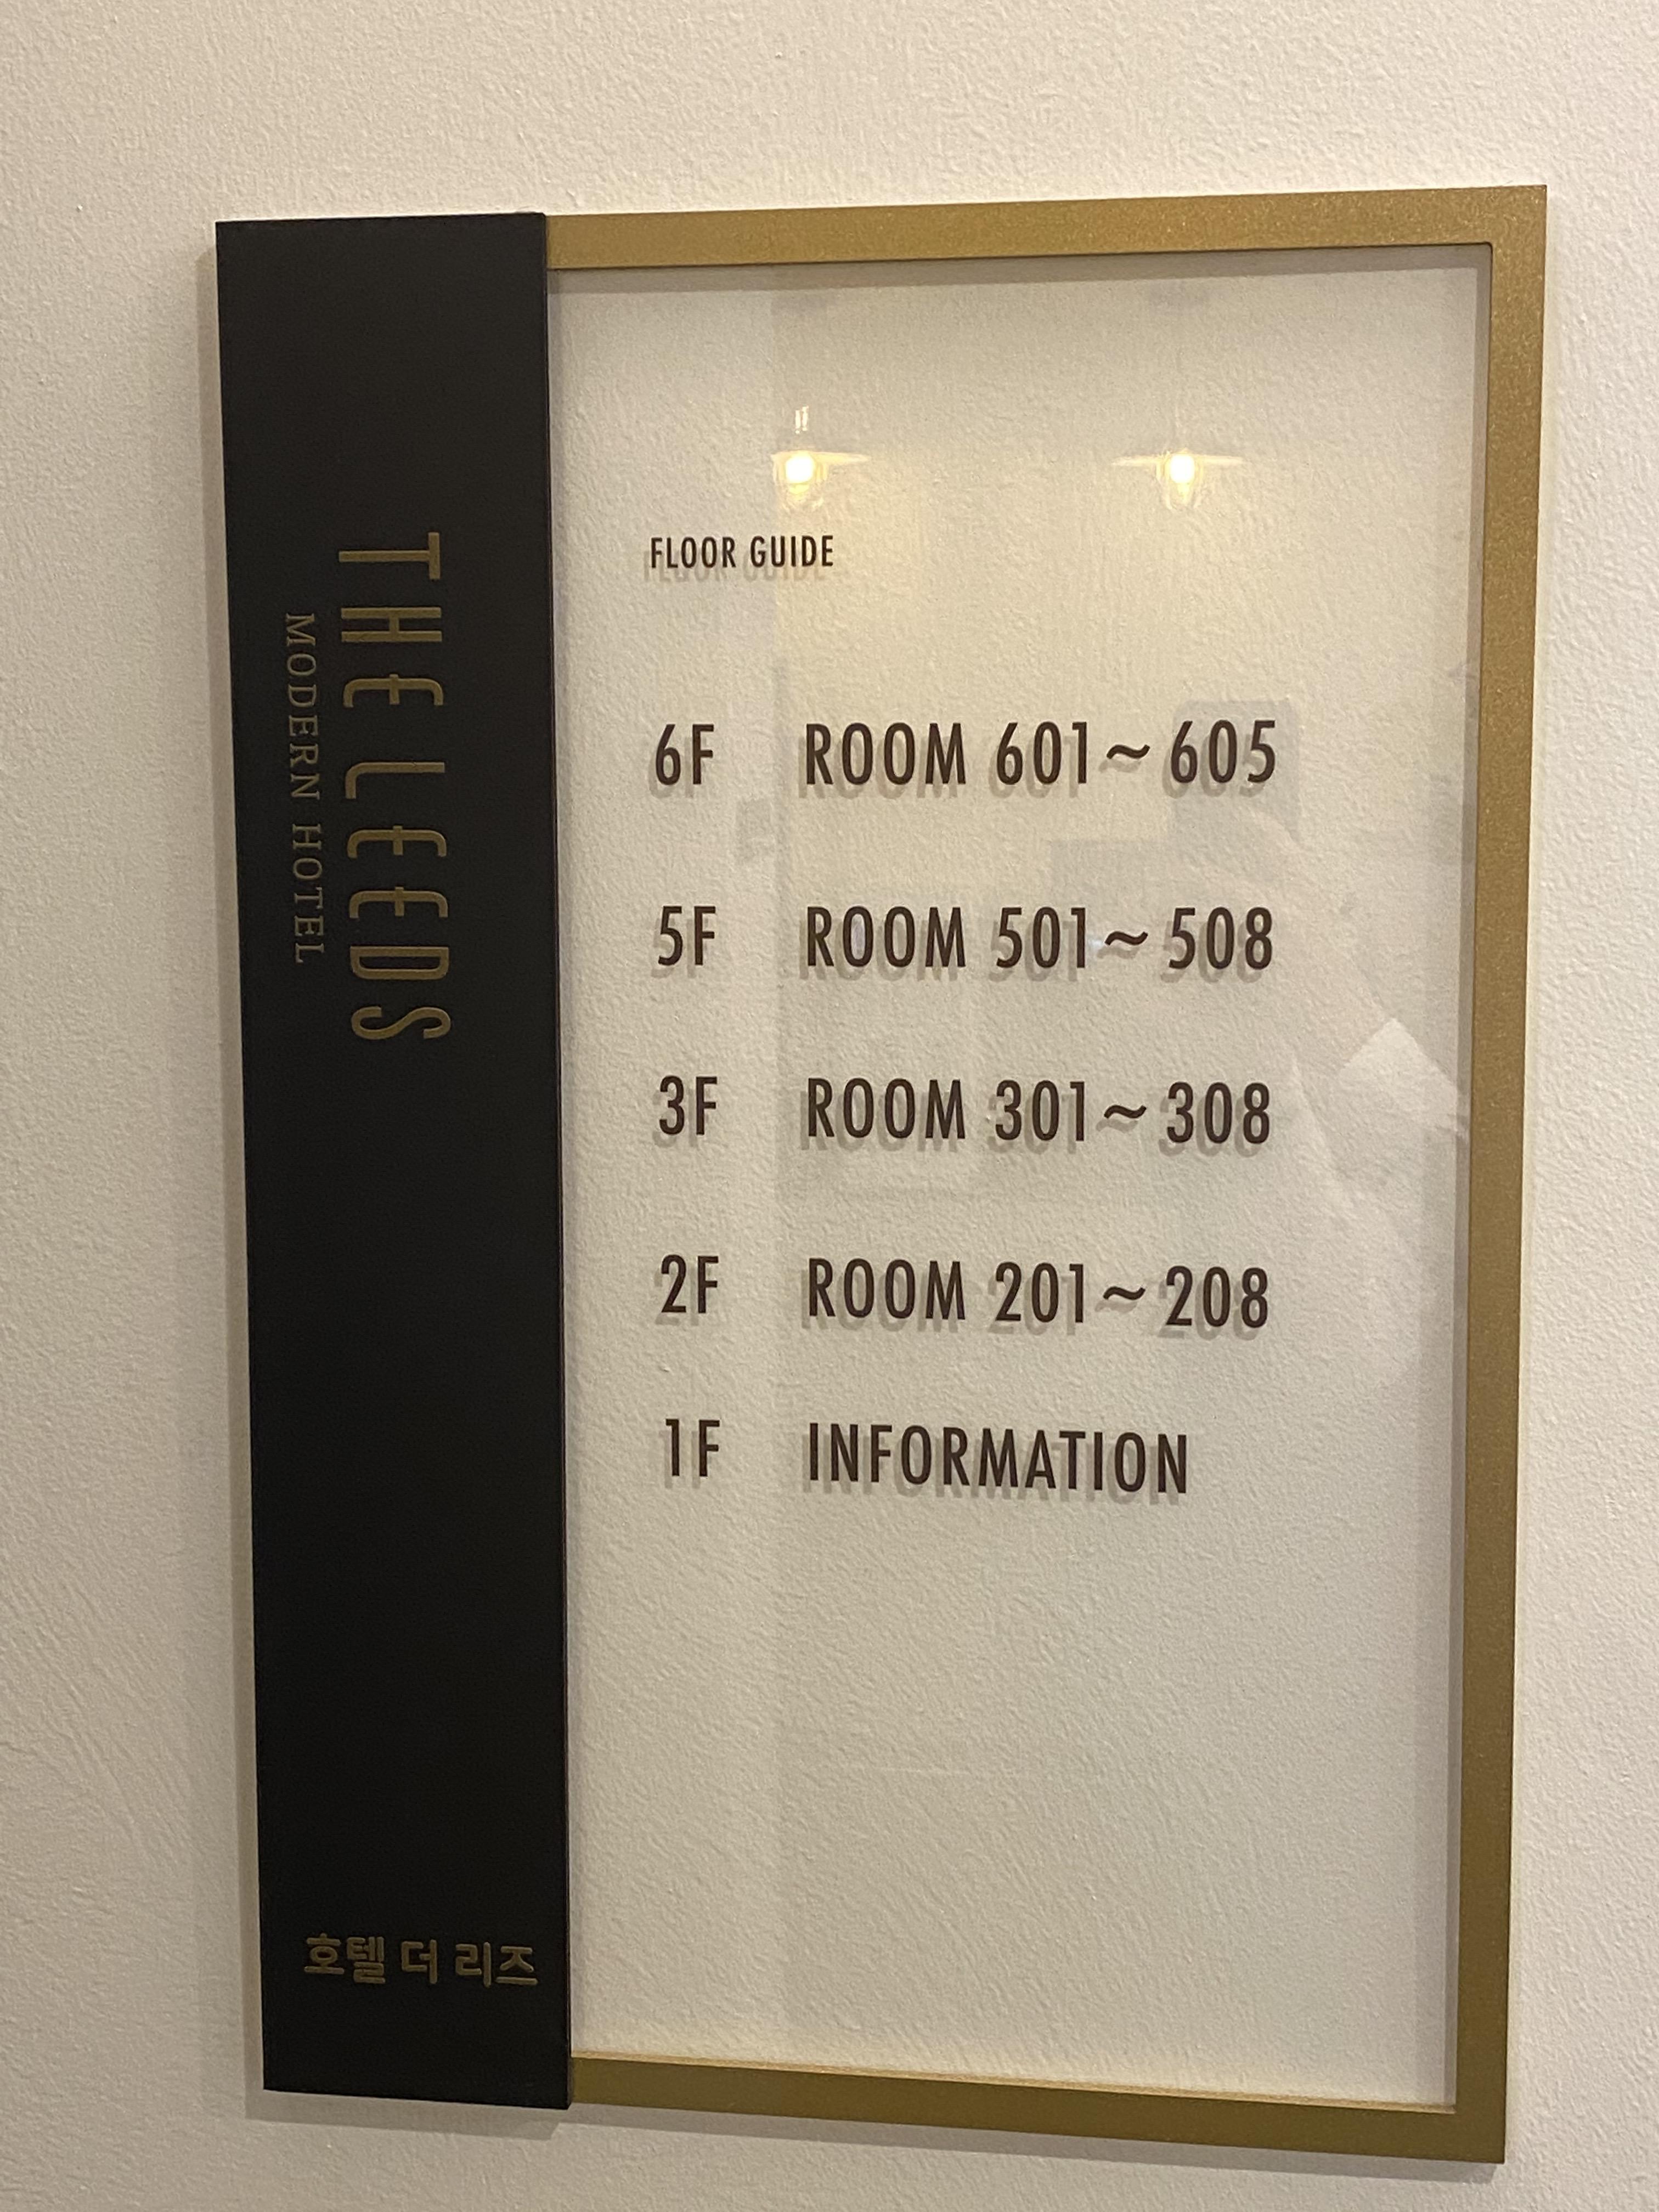 THE LEEDS
MODERN HOTEL
호텔 더 리즈
FLOOR GUIDE
6F ROOM 601~605
5F ROOM 501~508
3F ROOM 301~308
2F ROOM 201~208
1F INFORMATION